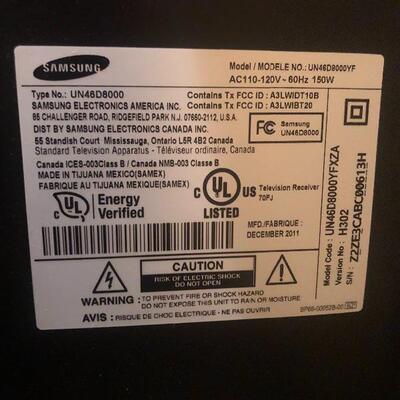 SAMSUNG
Model / MODELE NO. : UN46D8000YF
AC110-120V~ 60Hz 150W
Type No. : UN46D8000
Contains Tx FCC ID : A3LWIDT10B
SAMSUNG ELECTRONICS AMERICA INC.
Contains Tx FCC ID : A3LWIBT20
85 CHALLENGER ROAD, RIDGEFIELD PARK N.J. 07660-2112, U.S.A.
DIST BY SAMSUNG ELECTRONICS CANADA INC.
55 Standish Court Mississauga, Ontario L5R 4B2 Canada
Standard Television Apparatus / Téléviseur ordinaire
FC Samsung
UN46D8000
Canada ICES-003Class B / Canada NMB-003 Classe B
MADE IN TIJUANA MEXICO(SAMEX)
FABRIQUE AU TIJUANA MEXIQUE (SAMEX)
C UL US
LISTED
Television Receiver
70FJ
UL
Energy
Verified
MFD./FABRIQUE :
DECEMBER 2011
CAUTION
RISK OF ELECTRIC SHOCK
DO NOT OPEN
WARNING : TO PREVENT FIRE OR SHOCK HAZARD
DO NOT EXPOSE THIS UNIT TO RAIN OR MOISTURE.
AVIS : RISQUE DE CHOC ELECTRIQUE
Model Code : UN46D8000YFXZA
Version No : H302
S/N : Z2ZE3CABC00613H